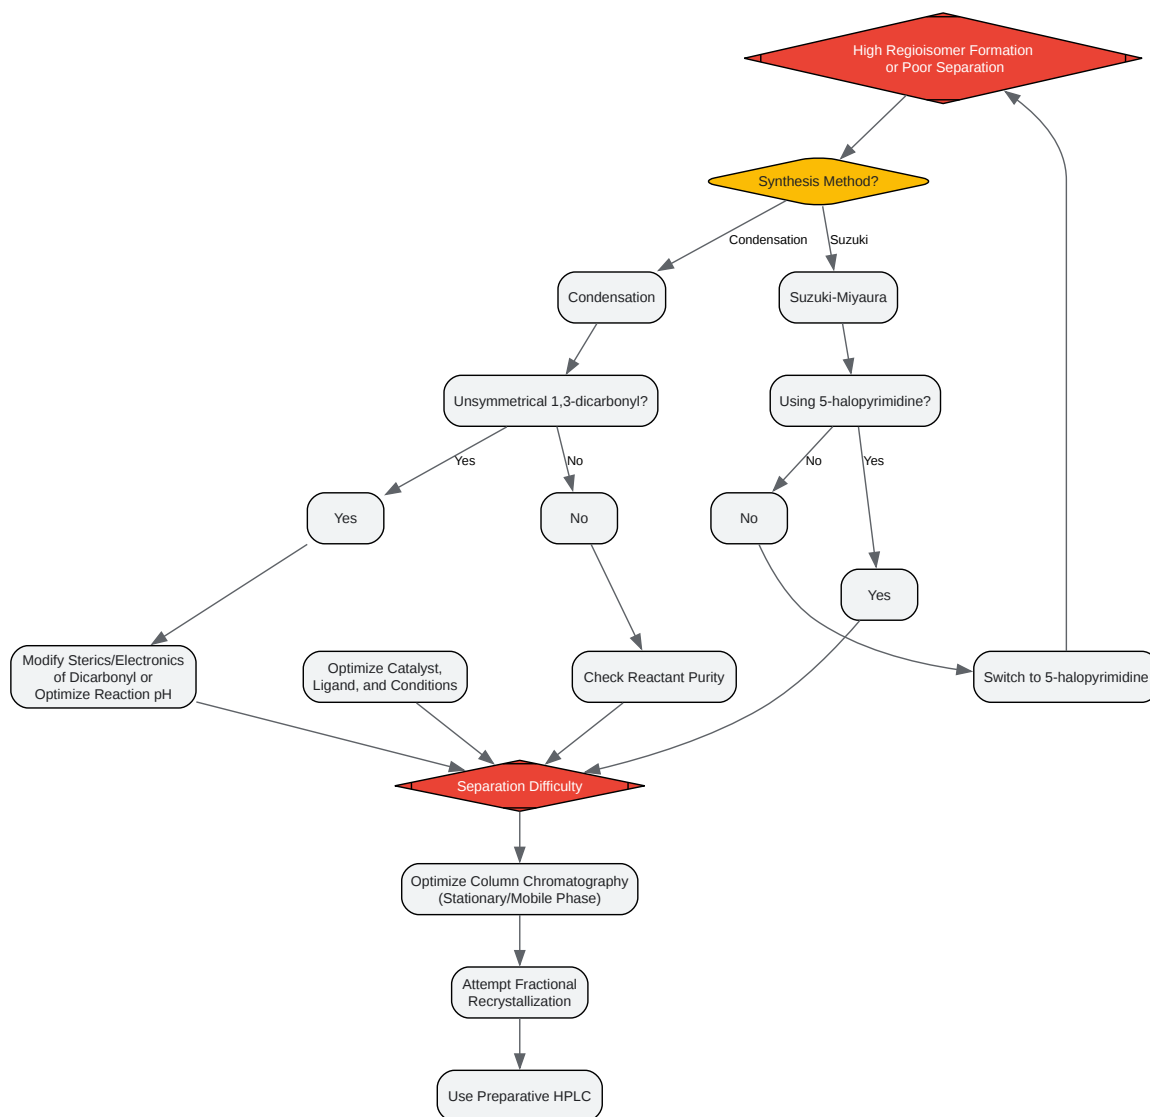 High Regioisomer Formation
or Poor Separation
Synthesis Method?
Condensation
Suzuki
Condensation
Suzuki-Miyaura
Unsymmetrical 1,3-dicarbonyl?
Using 5-halopyrimidine?
Yes
No
No
Yes
Yes
No
No
Yes
Modify Sterics/Electronics
of Dicarbonyl or
Optimize Reaction pH
Optimize Catalyst,
Ligand, and Conditions
Check Reactant Purity
Switch to 5-halopyrimidine
Separation Difficulty
Optimize Column Chromatography
(Stationary/Mobile Phase)
Attempt Fractional
Recrystallization
Use Preparative HPLC